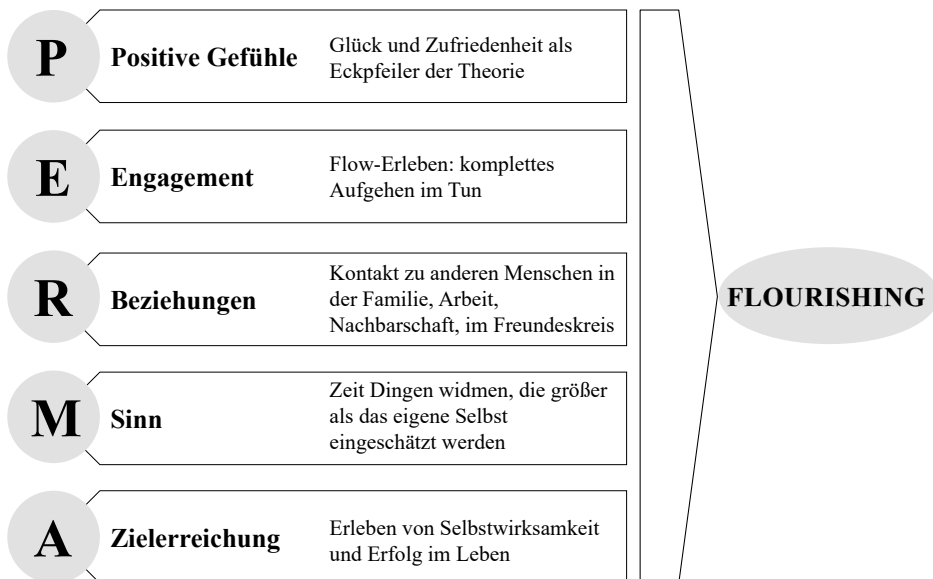 P
Positive Gefühle
Glück und Zufriedenheit als
Eckpfeiler der Theorie
E
Engagement
Flow-Erleben: komplettes
Aufgehen im Tun
R
Beziehungen
Kontakt zu anderen Menschen in
der Familie, Arbeit,
Nachbarschaft, im Freundeskreis
FLOURISHING
M
Sinn
Zeit Dingen widmen, die größer
als das eigene Selbst
eingeschätzt werden
A
Zielerreichung
Erleben von Selbstwirksamkeit
und Erfolg im Leben